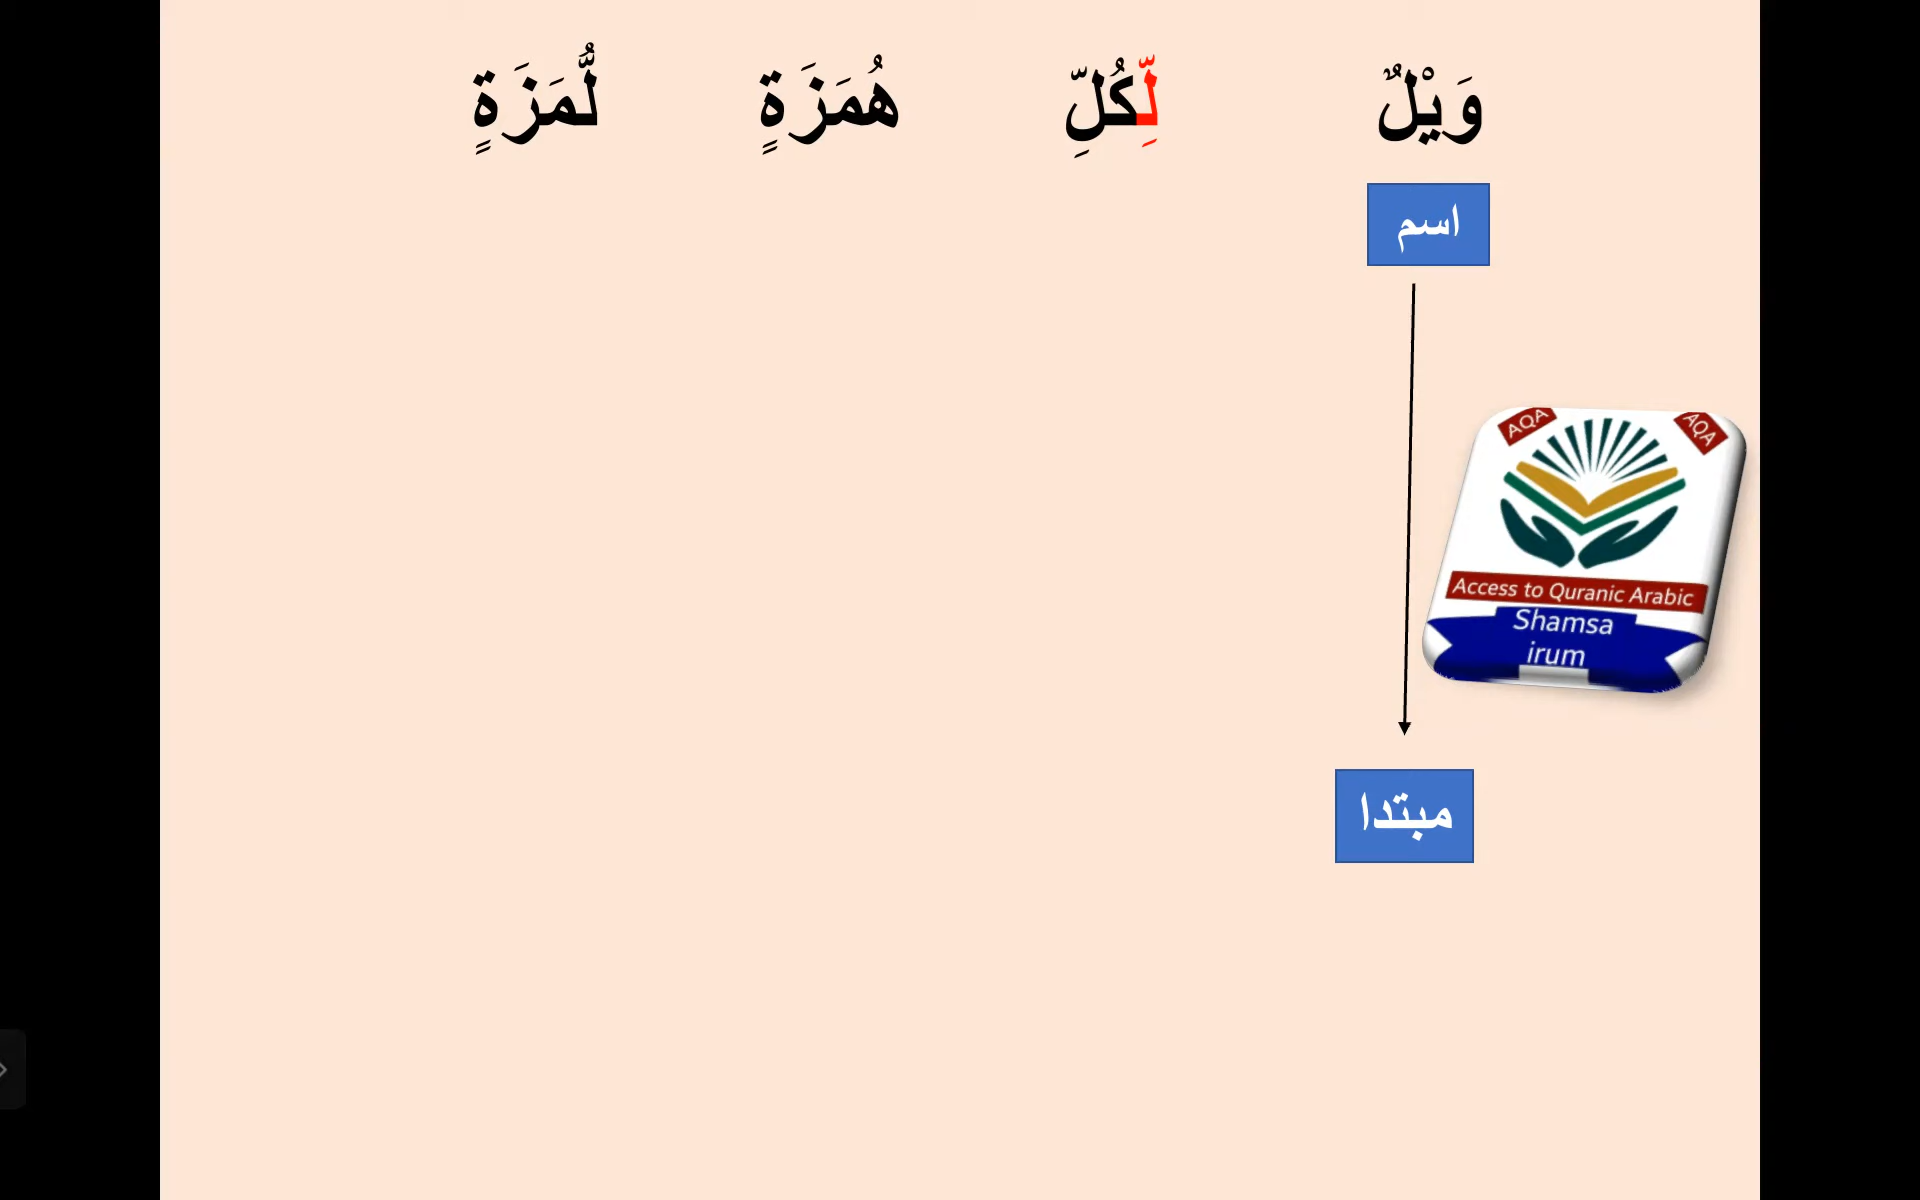 وَيْلٌ لِّكُلِّ هُمَزَةٍ لُّمَزَةٍ
اسم
AQA AQA
Access to Quranic Arabic
Shamsa
irum
مبتدا